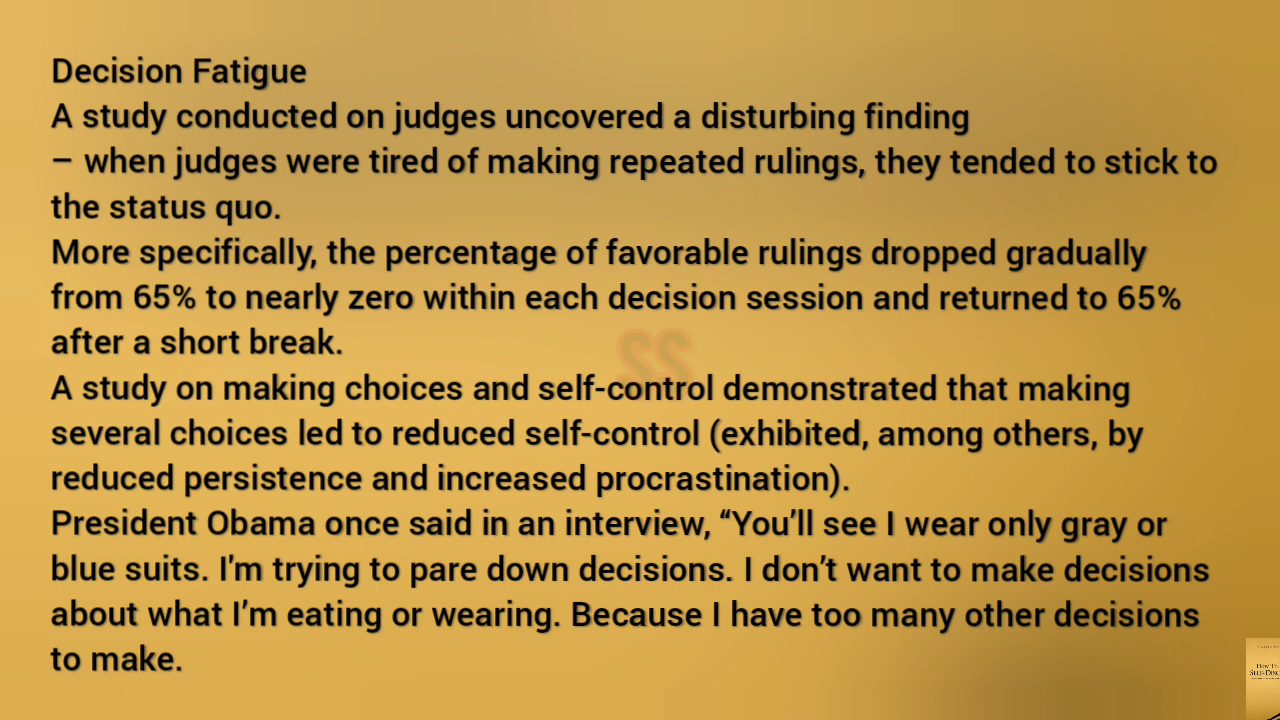 Decision Fatigue
A study conducted on judges uncovered a disturbing finding
– when judges were tired of making repeated rulings, they tended to stick to
the status quo.
More specifically, the percentage of favorable rulings dropped gradually
from 65% to nearly zero within each decision session and returned to 65%
after a short break.
A study on making choices and self-control demonstrated that making
several choices led to reduced self-control (exhibited, among others, by
reduced persistence and increased procrastination).
President Obama once said in an interview, “You’ll see I wear only gray or
blue suits. I'm trying to pare down decisions. I don’t want to make decisions
about what I’m eating or wearing. Because I have too many other decisions
to make.
How To